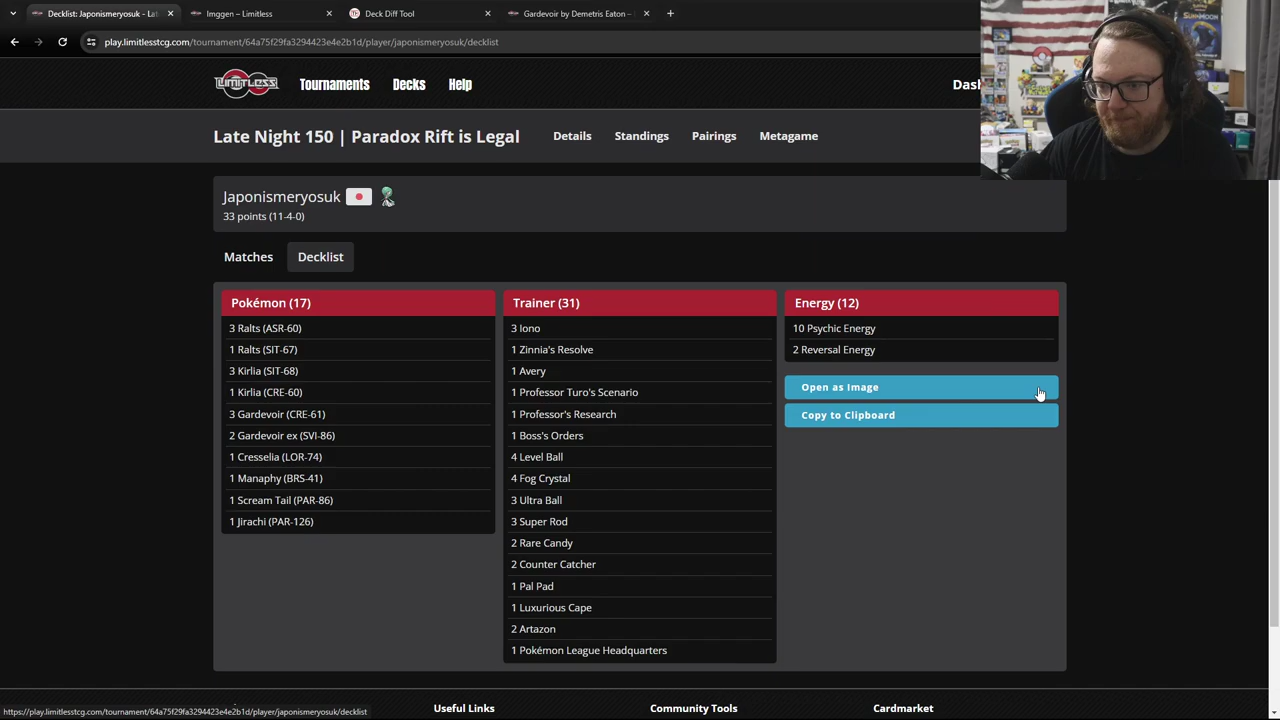 Decklist: Japonismeryosuk - Lat
Imggen – Limitless
Deck Diff Tool
Gardevoir by Demetris Eaton –
play.limitlesstcg.com/tournament/64a75f29fa3294423e4e2b1d/player/japonismeryosuk/decklist
LIMITLESS
Tournaments
Decks
Help
Dash
Late Night 150 | Paradox Rift is Legal
Details
Standings
Pairings
Metagame
Japonismeryosuk
33 points (11-4-0)
Matches
Decklist
Pokémon (17)
3 Ralts (ASR-60)
1 Ralts (SIT-67)
3 Kirlia (SIT-68)
1 Kirlia (CRE-60)
3 Gardevoir (CRE-61)
2 Gardevoir ex (SVI-86)
1 Cresselia (LOR-74)
1 Manaphy (BRS-41)
1 Scream Tail (PAR-86)
1 Jirachi (PAR-126)
Trainer (31)
3 Iono
1 Zinnia's Resolve
1 Avery
1 Professor Turo's Scenario
1 Professor's Research
1 Boss's Orders
4 Level Ball
4 Fog Crystal
3 Ultra Ball
3 Super Rod
2 Rare Candy
2 Counter Catcher
1 Pal Pad
1 Luxurious Cape
2 Artazon
1 Pokémon League Headquarters
Energy (12)
10 Psychic Energy
2 Reversal Energy
Open as Image
Copy to Clipboard
https://play.limitlesstcg.com/tournament/64a75f29fa3294423e4e2b1d/player/japonismeryosuk/decklist
Useful Links
Community Tools
Cardmarket
SUN & MOON